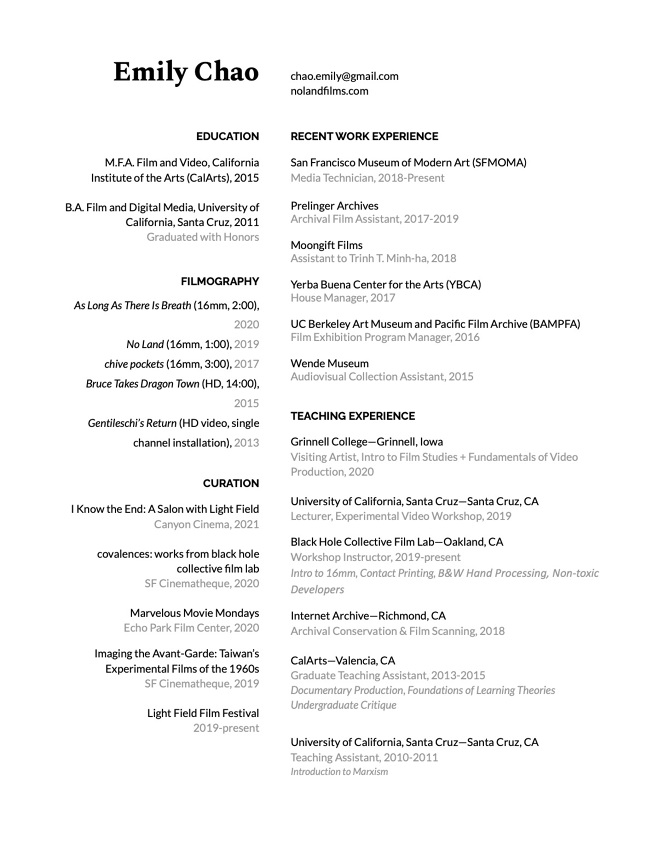 Emily Chao
chao.emily@gmail.com
nolandfilms.com
EDUCATION
M.F.A. Film and Video, California
Institute of the Arts (CalArts), 2015
B.A. Film and Digital Media, University of
California, Santa Cruz, 2011
Graduated with Honors
FILMOGRAPHY
As Long As There Is Breath (16mm, 2:00),
2020
No Land (16mm, 1:00), 2019
chive pockets (16mm, 3:00), 2017
Bruce Takes Dragon Town (HD, 14:00),
2015
Gentileschi's Return (HD video, single
channel installation), 2013
CURATION
I Know the End: A Salon with Light Field
Canyon Cinema, 2021
covalences: works from black hole
collective film lab
SF Cinematheque, 2020
Marvelous Movie Mondays
Echo Park Film Center, 2020
Imaging the Avant-Garde: Taiwan's
Experimental Films of the 1960s
SF Cinematheque, 2019
Light Field Film Festival
2019-present
RECENT WORK EXPERIENCE
San Francisco Museum of Modern Art (SFMOMA)
Media Technician, 2018-Present
Prelinger Archives
Archival Film Assistant, 2017-2019
Moongift Films
Assistant to Trinh T. Minh-ha, 2018
Yerba Buena Center for the Arts (YBCA)
House Manager, 2017
UC Berkeley Art Museum and Pacific Film Archive (BAMPFA)
Film Exhibition Program Manager, 2016
Wende Museum
Audiovisual Collection Assistant, 2015
TEACHING EXPERIENCE
Grinnell College—Grinnell, Iowa
Visiting Artist, Intro to Film Studies + Fundamentals of Video
Production, 2020
University of California, Santa Cruz—Santa Cruz, CA
Lecturer, Experimental Video Workshop, 2019
Black Hole Collective Film Lab—Oakland, CA
Workshop Instructor, 2019-present
Intro to 16mm, Contact Printing, B&W Hand Processing, Non-toxic
Developers
Internet Archive—Richmond, CA
Archival Conservation & Film Scanning, 2018
CalArts—Valencia, CA
Graduate Teaching Assistant, 2013-2015
Documentary Production, Foundations of Learning Theories
Undergraduate Critique
University of California, Santa Cruz—Santa Cruz, CA
Teaching Assistant, 2010-2011
Introduction to Marxism